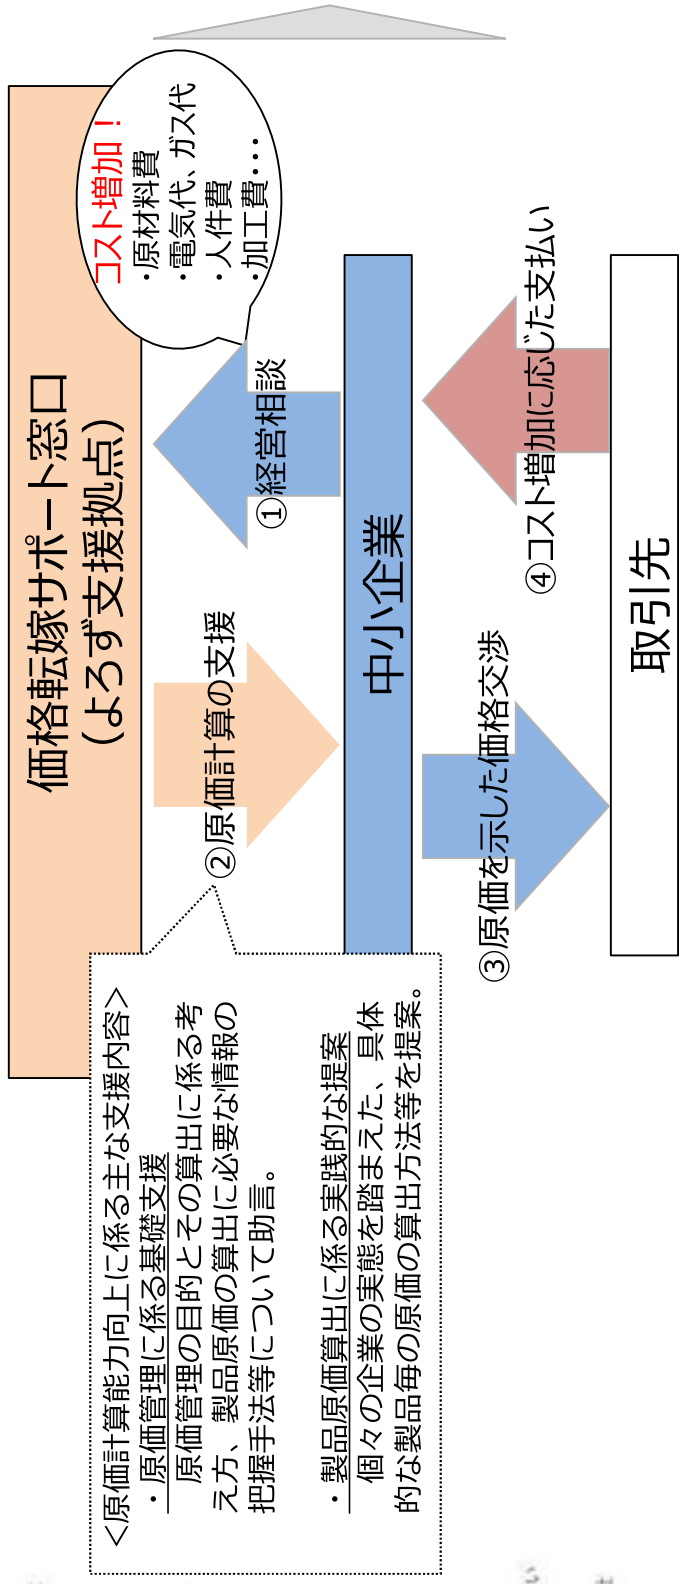 価格転嫁サポート窓口
（よろず支援拠点）
コスト増加！
・原材料費
・電気代、ガス代
・人件費
・加工費・・・
①経営相談
②原価計算の支援
＜原価計算能力向上に係る主な支援内容＞
・原価管理に係る基礎支援
原価管理の目的とその算出に係る考
え方、製品原価の算出に必要な情報の
把握手法等について助言。
・製品原価算出に係る実践的な提案
個々の企業の実態を踏まえた、具体
的な製品毎の原価の算出方法等を提案。
中小企業
③原価を示した価格交渉
④コスト増加に応じた支払い
取引先